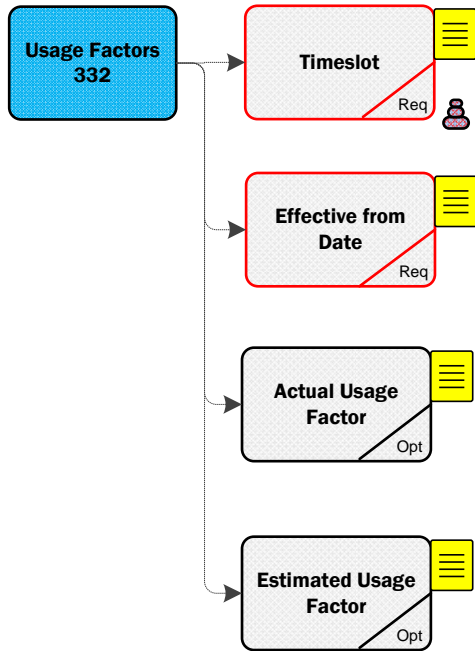 Usage Factors
332
Timeslot
Req
Effective from
Date
Req
Actual Usage
Factor
Opt
Estimated Usage
Factor
Opt